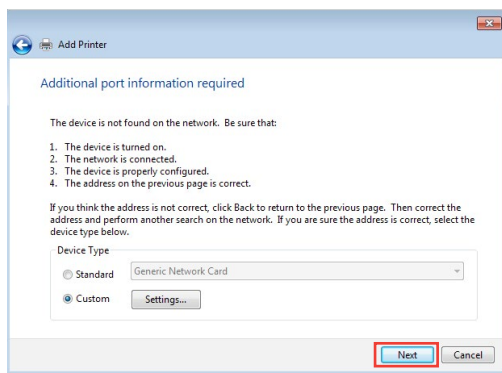 Add Printer
Additional port information required
The device is not found on the network. Be sure that:
1. The device is turned on.
2. The network is connected.
3. The device is properly configured.
4. The address on the previous page is correct.
If you think the address is not correct, click Back to return to the previous page. Then correct the
address and perform another search on the network. If you are sure the address is correct, select the
device type below.
Device Type
Standard
Generic Network Card
Custom
Settings...
Next
Cancel